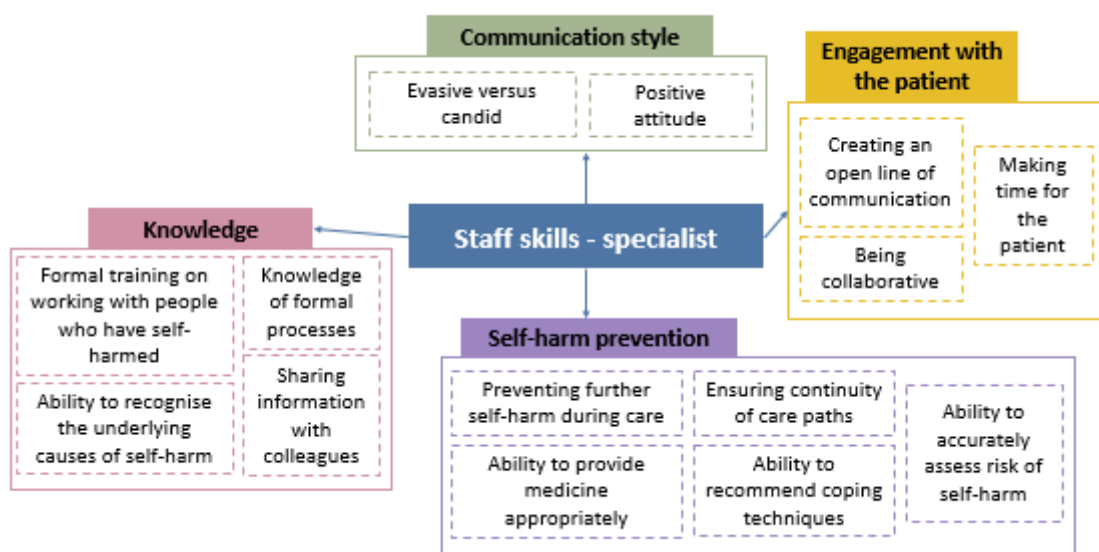 Communication style
Evasive versus
candid
Positive
attitude
Engagement with
the patient
Creating an
open line of
communication
Making
time for
the
patient
Being
collaborative
Staff skills - specialist
Knowledge
Formal training on
working with people
who have self-
harmed
Knowledge
of formal
processes
Ability to recognise
the underlying
causes of self-harm
Sharing
information
with
colleagues
Self-harm prevention
Preventing further
self-harm during care
Ensuring continuity
of care paths
Ability to
accurately
assess risk of
self-harm
Ability to provide
medicine
appropriately
Ability to
recommend coping
techniques